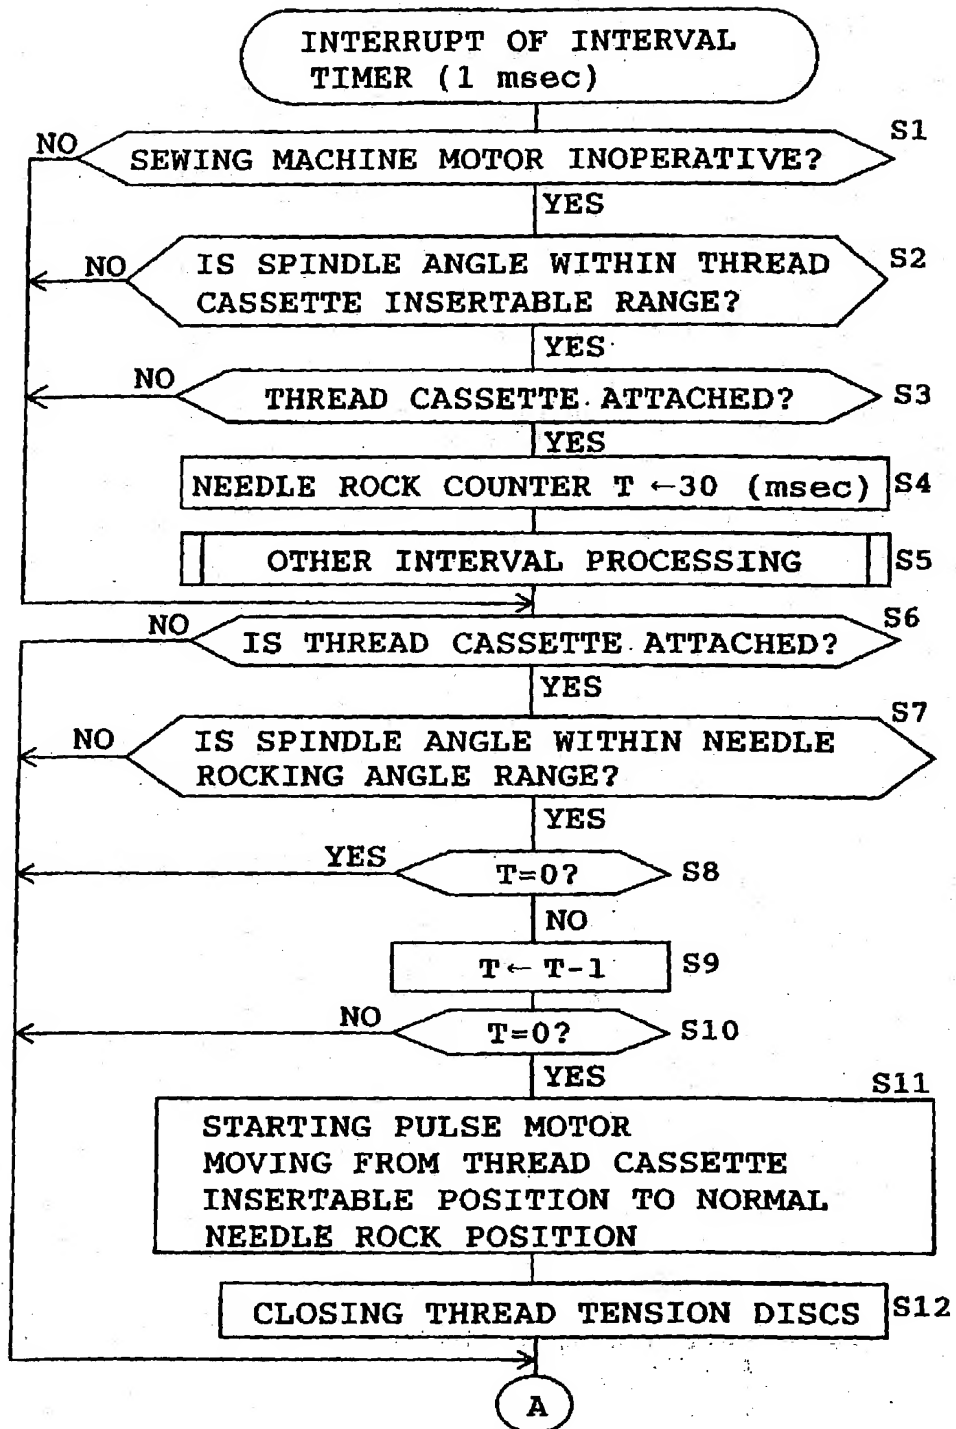 INTERRUPT OF INTERVAL
TIMER (1 msec)
S1
NO
SEWING MACHINE MOTOR INOPERATIVE?
YES
S2
NO
IS SPINDLE ANGLE WITHIN THREAD
CASSETTE INSERTABLE RANGE?
YES
NO
THREAD CASSETTE ATTACHED?
S3
YES
NEEDLE ROCK COUNTER T ←30 (msec)
S4
OTHER INTERVAL PROCESSING
S5
NO
S6
IS THREAD CASSETTE ATTACHED?
YES
S7
NO
IS SPINDLE ANGLE WITHIN NEEDLE
ROCKING ANGLE RANGE?
YES
YES
T=0?
S8
NO
T← T-1
S9
NO
T=0?
S10
YES
S11
STARTING PULSE MOTOR
MOVING FROM THREAD CASSETTE
INSERTABLE POSITION TO NORMAL
NEEDLE ROCK POSITION
CLOSING THREAD TENSION DISCS
S12
A